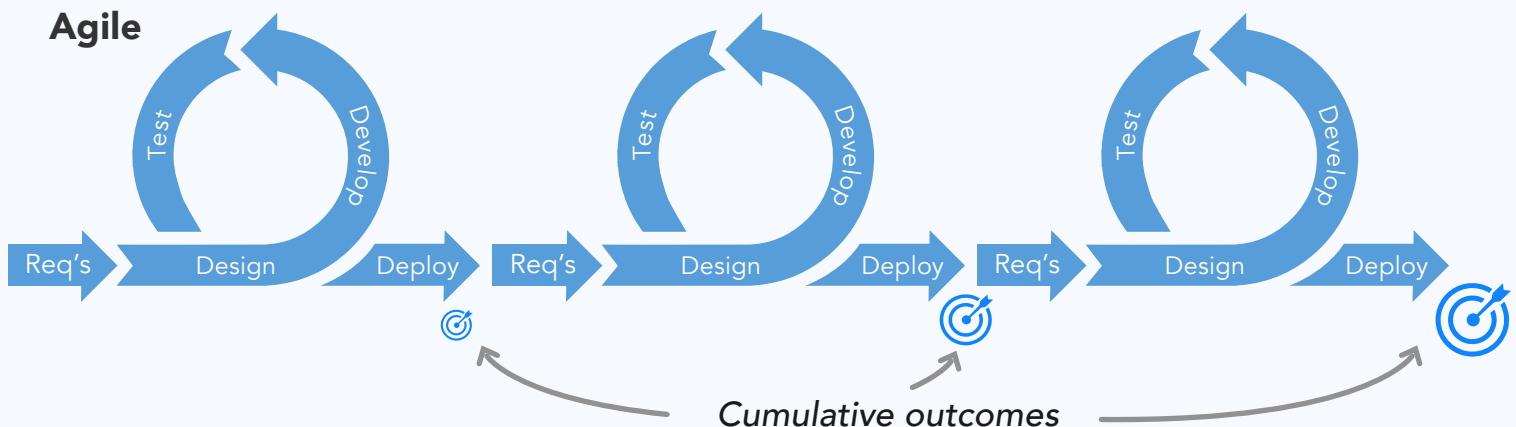 Agile
Test
Develop
Req's
Design
Deploy
Test
Develop
Req's
Design
Deploy
Test
Develop
Req's
Design
Deploy
Cumulative outcomes